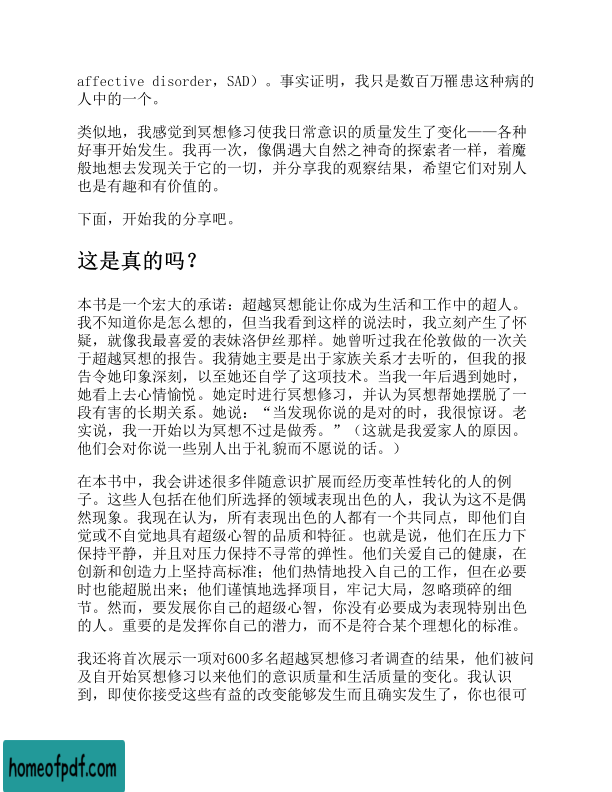 affective disorder，SAD）。事实证明，我只是数百万罹患这种病的
人中的一个。
类似地，我感觉到冥想修习使我日常意识的质量发生了变化——各种
好事开始发生。我再一次，像偶遇大自然之神奇的探索者一样，着魔
般地想去发现关于它的一切，并分享我的观察结果，希望它们对别人
也是有趣和有价值的。
下面，开始我的分享吧。
这是真的吗？
本书是一个宏大的承诺：超越冥想能让你成为生活和工作中的超人。
我不知道你是怎么想的，但当我看到这样的说法时，我立刻产生了怀
疑，就像我最喜爱的表妹洛伊丝那样。她曾听过我在伦敦做的一次关
于超越冥想的报告。我猜她主要是出于家族关系才去听的，但我的报
告令她印象深刻，以至她还自学了这项技术。当我一年后遇到她时，
她看上去心情愉悦。她定时进行冥想修习，并认为冥想帮她摆脱了一
段有害的长期关系。她说：“当发现你说的是对的时，我很惊讶。老
实说，我一开始以为冥想不过是做秀。”（这就是我爱家人的原因。
他们会对你说一些别人出于礼貌而不愿说的话。）
在本书中，我会讲述很多伴随意识扩展而经历变革性转化的人的例
子。这些人包括在他们所选择的领域表现出色的人，我认为这不是偶
然现象。我现在认为，所有表现出色的人都有一个共同点，即他们自
觉或不自觉地具有超级心智的品质和特征。也就是说，他们在压力下
保持平静，并且对压力保持不寻常的弹性。他们关爱自己的健康，在
创新和创造力上坚持高标准；他们热情地投入自己的工作，但在必要
时也能超脱出来；他们谨慎地选择项目，牢记大局，忽略琐碎的细
节。然而，要发展你自己的超级心智，你没有必要成为表现特别出色
的人。重要的是发挥你自己的潜力，而不是符合某个理想化的标准。
我还将首次展示一项对600多名超越冥想修习者调查的结果，他们被问
及自开始冥想修习以来他们的意识质量和生活质量的变化。我认识
到，即使你接受这些有益的改变能够发生而且确实发生了，你也很可
homeofpdf.com